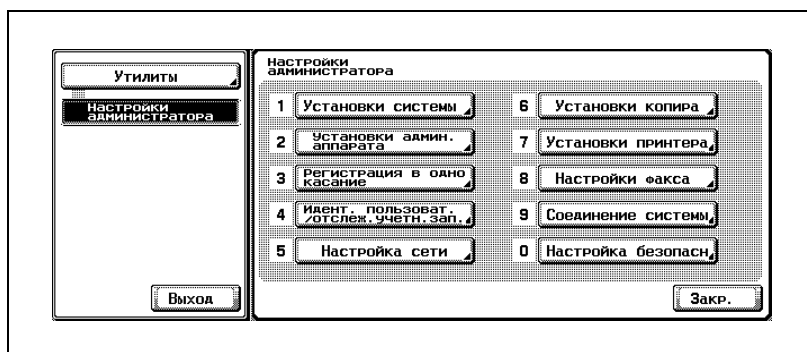 Утилиты
Настройки
администратора
Выход
Настройки
администратора
1 Установки системы
2 Установки админ.
аппарата
3 Регистрация в одно
касание
4 Идент. пользоват.
/отслеж.учетн.зап.
5 Настройка сети
6 Установки копира
7 Установки принтера
8 Настройки факса
9 Соединение системы
0 Настройка безопасн
Закр.